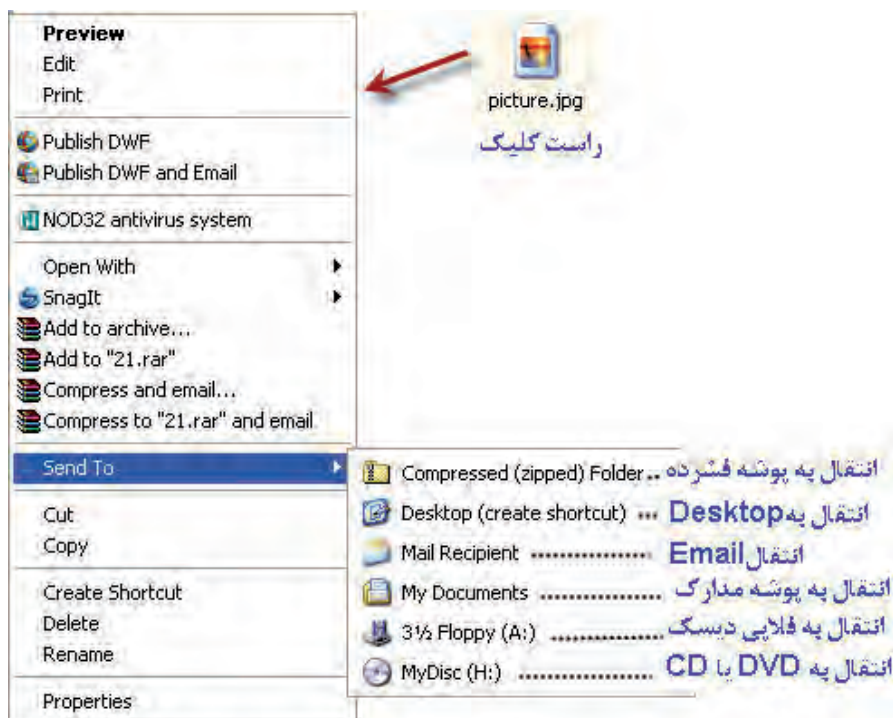 Preview
Edit
Print
picture.jpg
راست کلیک
Publish DWF
Publish DWF and Email
NOD32 antivirus system
Open With
SnagIt
Add to archive...
Add to "21.rar"
Compress and email...
Compress to "21.rar" and email
Send To
Cut
Copy
Create Shortcut
Delete
Rename
Properties
Compressed (zipped) Folder .. انتقال به پوشه فشرده
Desktop (create shortcut) ... انتقال به Desktop
Mail Recipient ................. انتقال Email
My Documents ................. انتقال به پوشه مدارک
3½ Floppy (A:) ................ انتقال به فلاپی دیسک
MyDisc (H:) ................... انتقال به DVD یا CD